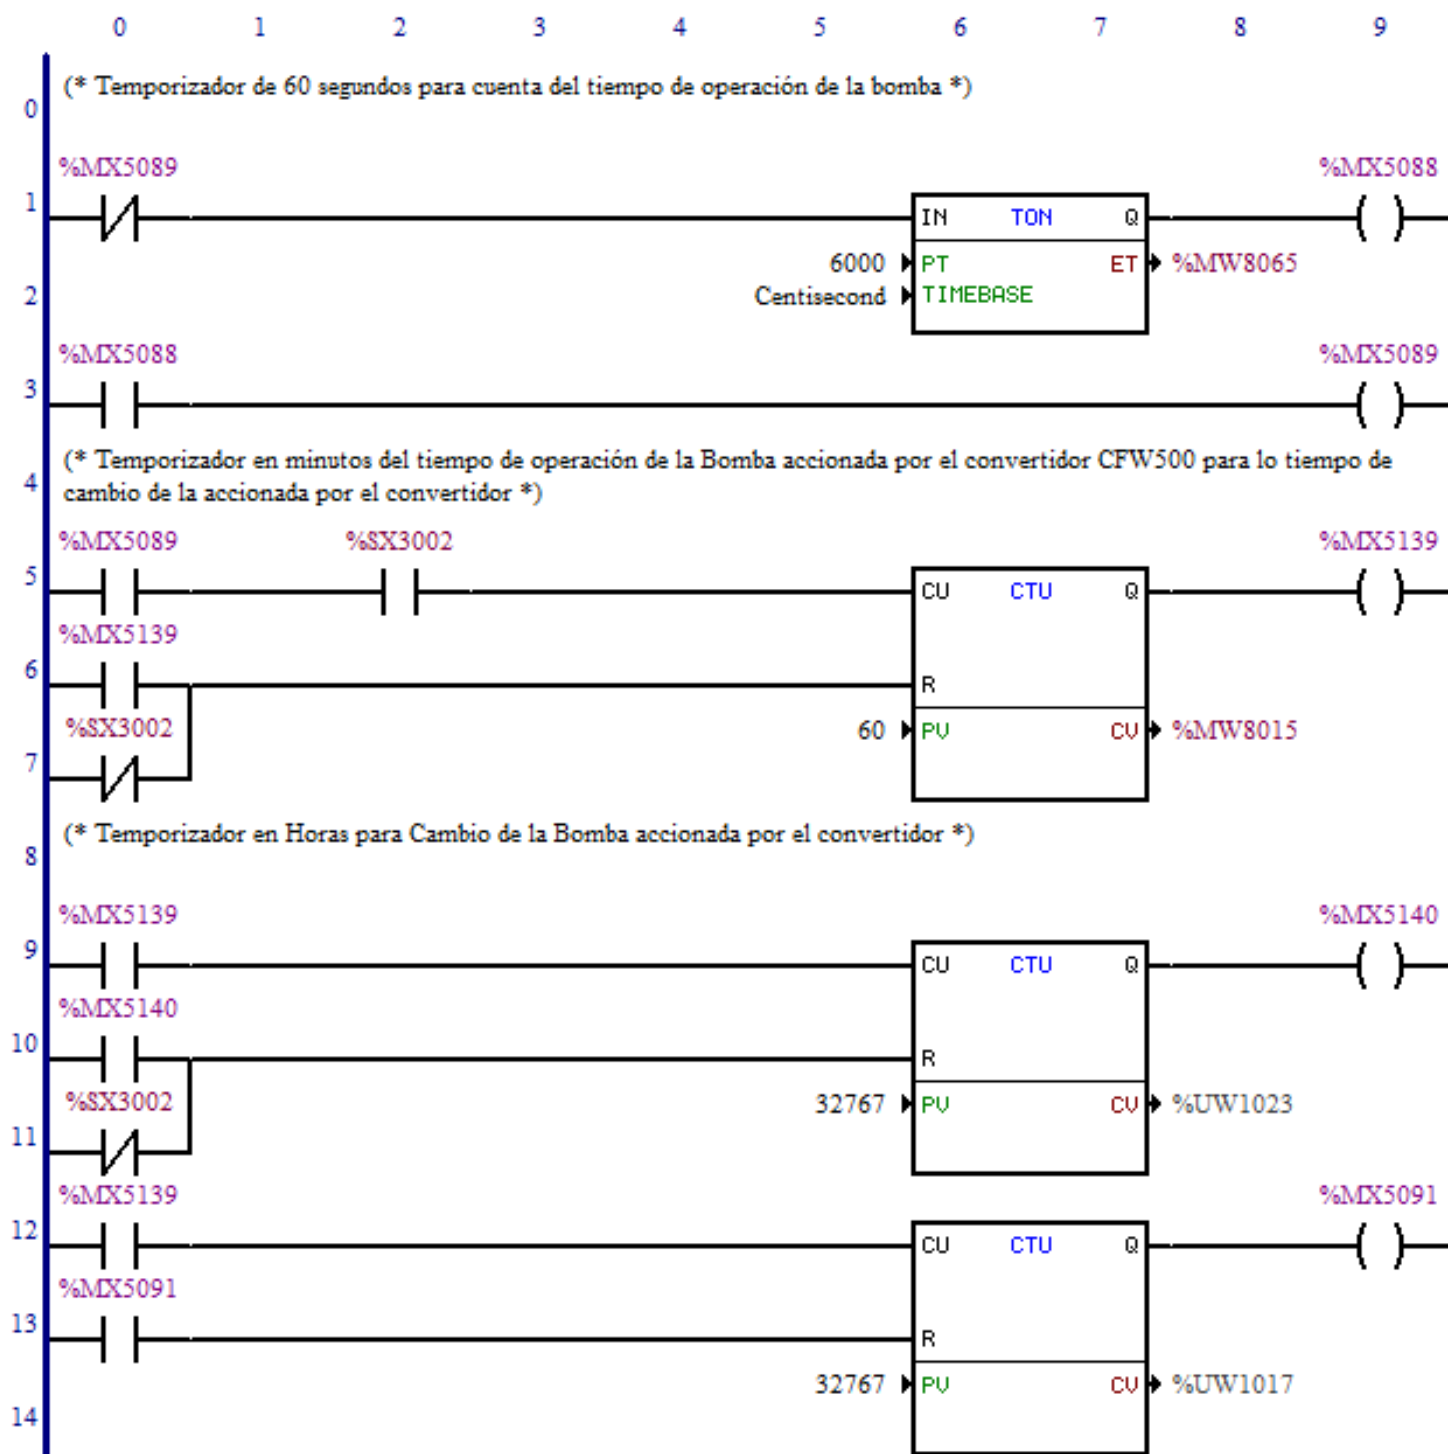 0 1 2 3 4 5 6 7 8 9
(* Temporizador de 60 segundos para cuenta del tiempo de operación de la bomba *)
0
%MX5089 %MX5088
1 IN TON Q
6000 PT ET %MW8065
2 Centisecond TIMEBASE
%MX5088 %MX5089
3
(* Temporizador en minutos del tiempo de operación de la Bomba accionada por el convertidor CFW500 para lo tiempo de
4 cambio de la accionada por el convertidor *)
%MX5089 %SX3002 %MX5139
5 CU CTU Q
%MX5139
6 R
%SX3002 60 PV CV %MW8015
7
(* Temporizador en Horas para Cambio de la Bomba accionada por el convertidor *)
8
%MX5139 %MX5140
9 CU CTU Q
%MX5140
10 R
%SX3002 32767 PV CV %UW1023
11
%MX5139 %MX5091
12 CU CTU Q
%MX5091
13 R
32767 PV CV %UW1017
14